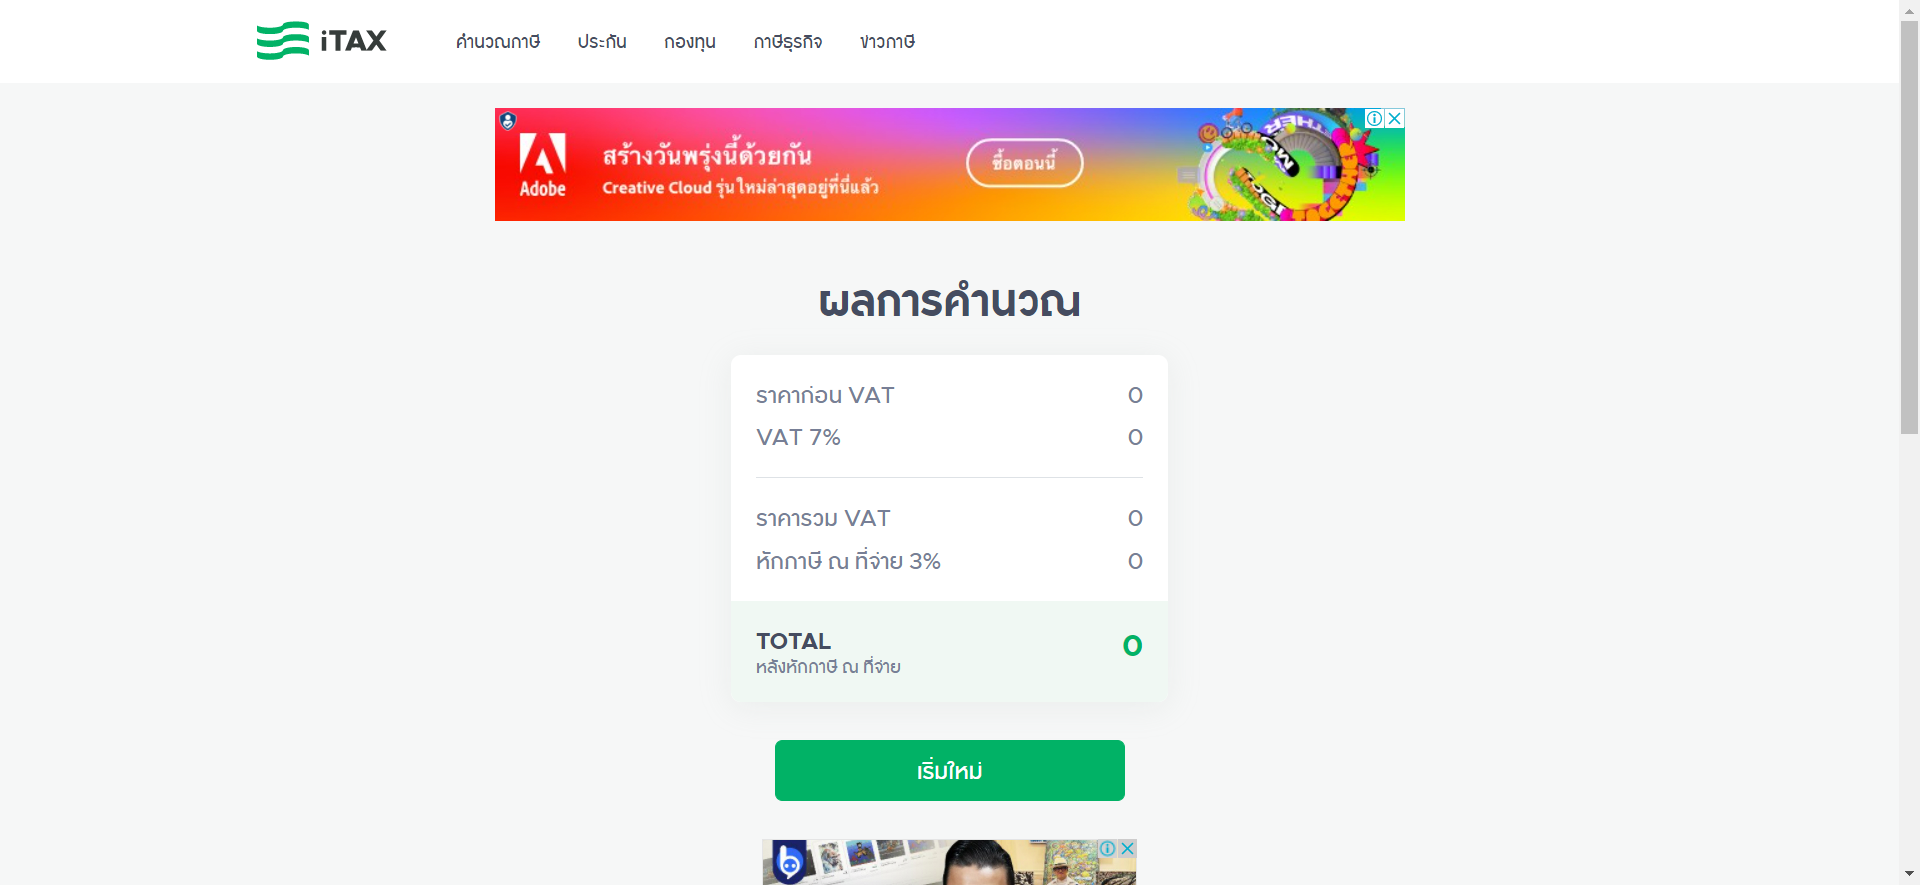 iTAX
คำนวณภาษี ประกัน กองทุน ภาษีธุรกิจ ข่าวภาษี
Adobe
สร้างวันพรุ่งนี้ด้วยกัน
Creative Cloud รุ่นใหม่ล่าสุดอยู่ที่นี่แล้ว
ซื้อตอนนี้
ผลการคำนวณ
ราคาก่อน VAT 0
VAT 7% 0
ราคารวม VAT 0
หักภาษี ณ ที่จ่าย 3% 0
TOTAL 0
หลังหักภาษี ณ ที่จ่าย
เริ่มใหม่